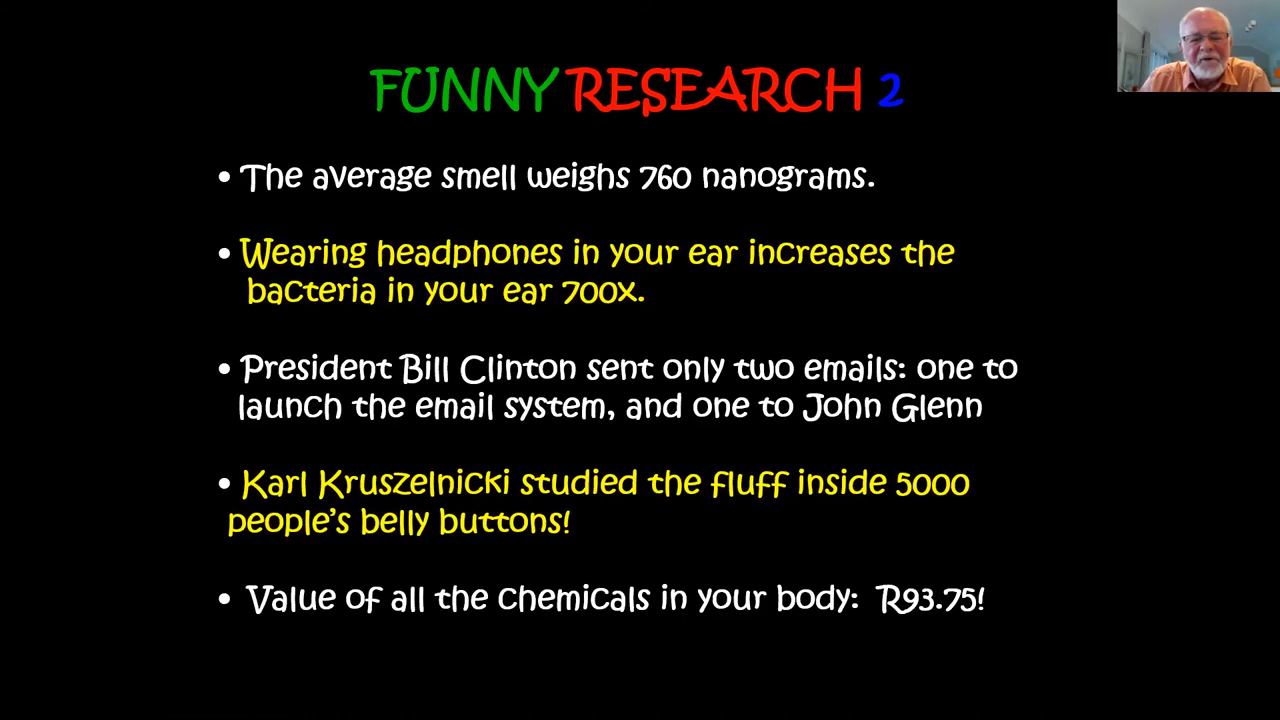 FUNNY RESEARCH 2
• The average smell weighs 760 nanograms.
• Wearing headphones in your ear increases the
bacteria in your ear 700x.
• President Bill Clinton sent only two emails: one to
launch the email system, and one to John Glenn
• Karl Kruszelnicki studied the fluff inside 5000
people’s belly buttons!
• Value of all the chemicals in your body: R93.75!